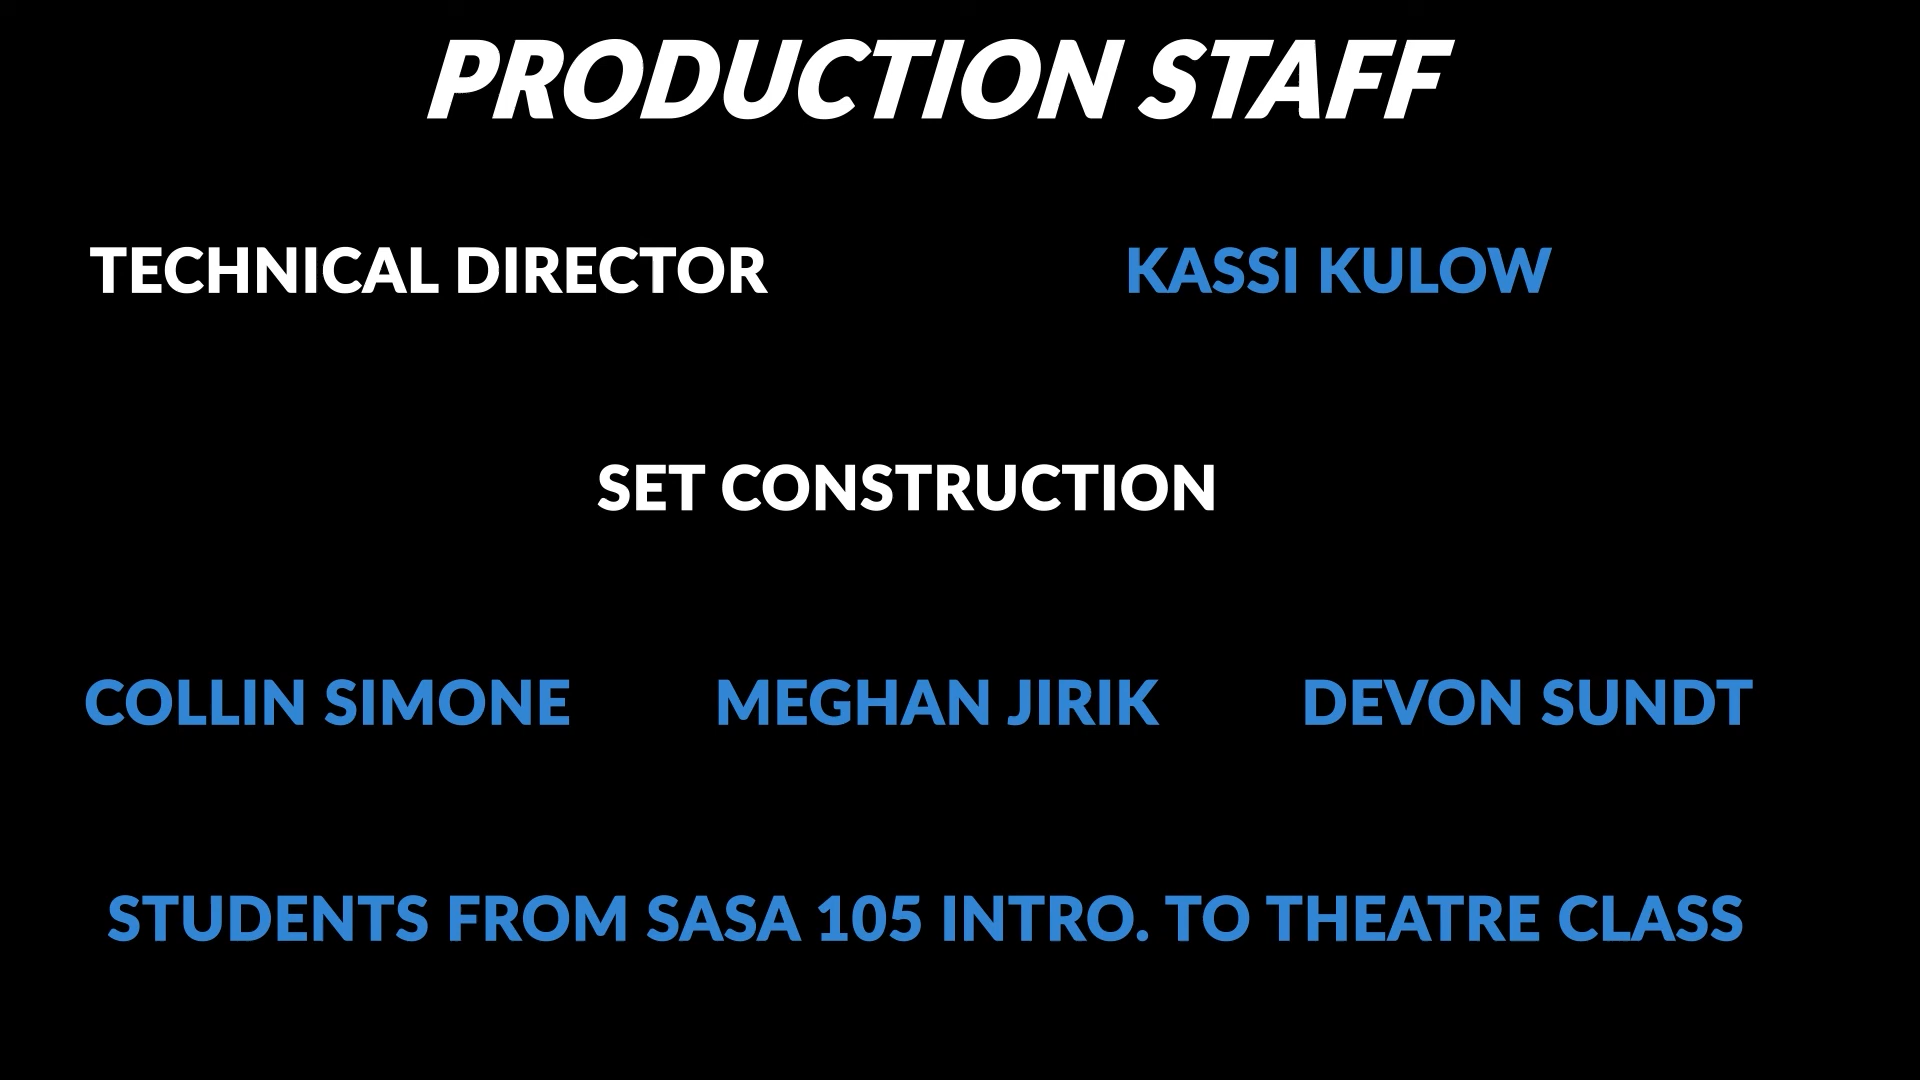 PRODUCTION STAFF
TECHNICAL DIRECTOR KASSI KULOW
SET CONSTRUCTION
COLLIN SIMONE MEGHAN JIRIK DEVON SUNDT
STUDENTS FROM SASA 105 INTRO. TO THEATRE CLASS